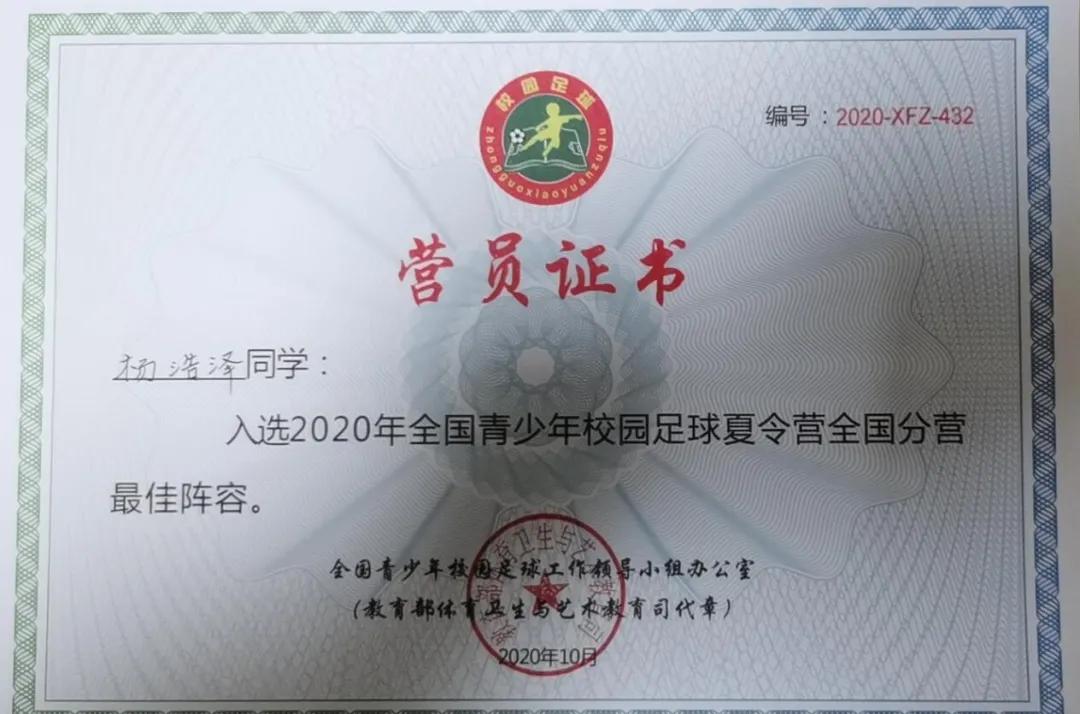 校园足球
zhongguoxiaoyuanzuqiu
编号：2020-XFZ-432
营员证书
杨浩泽同学：
入选2020年全国青少年校园足球夏令营全国分营
最佳阵容。
全国青少年校园足球工作领导小组办公室
（教育部体育卫生与艺术教育司代章）
2020年10月